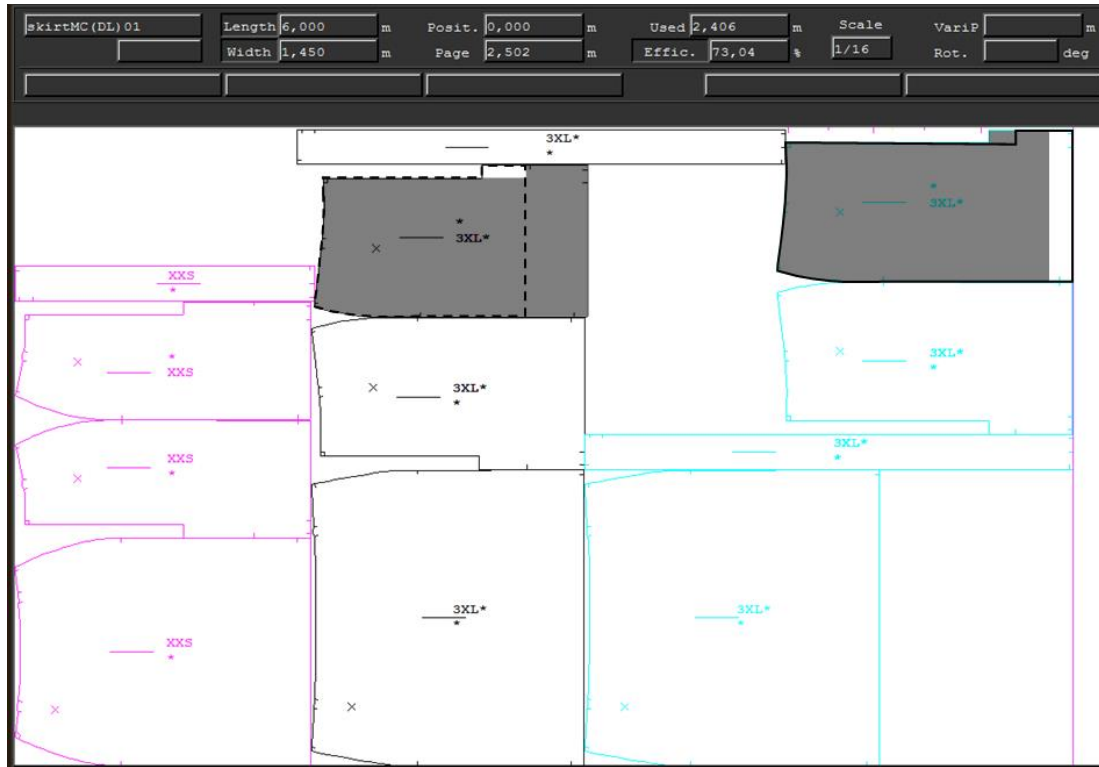 skirtMC(DL)01 Length 6,000 m Posit. 0,000 m Used 2,406 m Scale VariP m
Width 1,450 m Page 2,502 m Effic. 73,04 % 1/16 Rot. deg
3XL*
*
*
3XL*
*
3XL*
XXS
*
*
XXS
3XL*
*
3XL*
*
3XL*
*
XXS
*
3XL*
*
3XL*
*
XXS
*